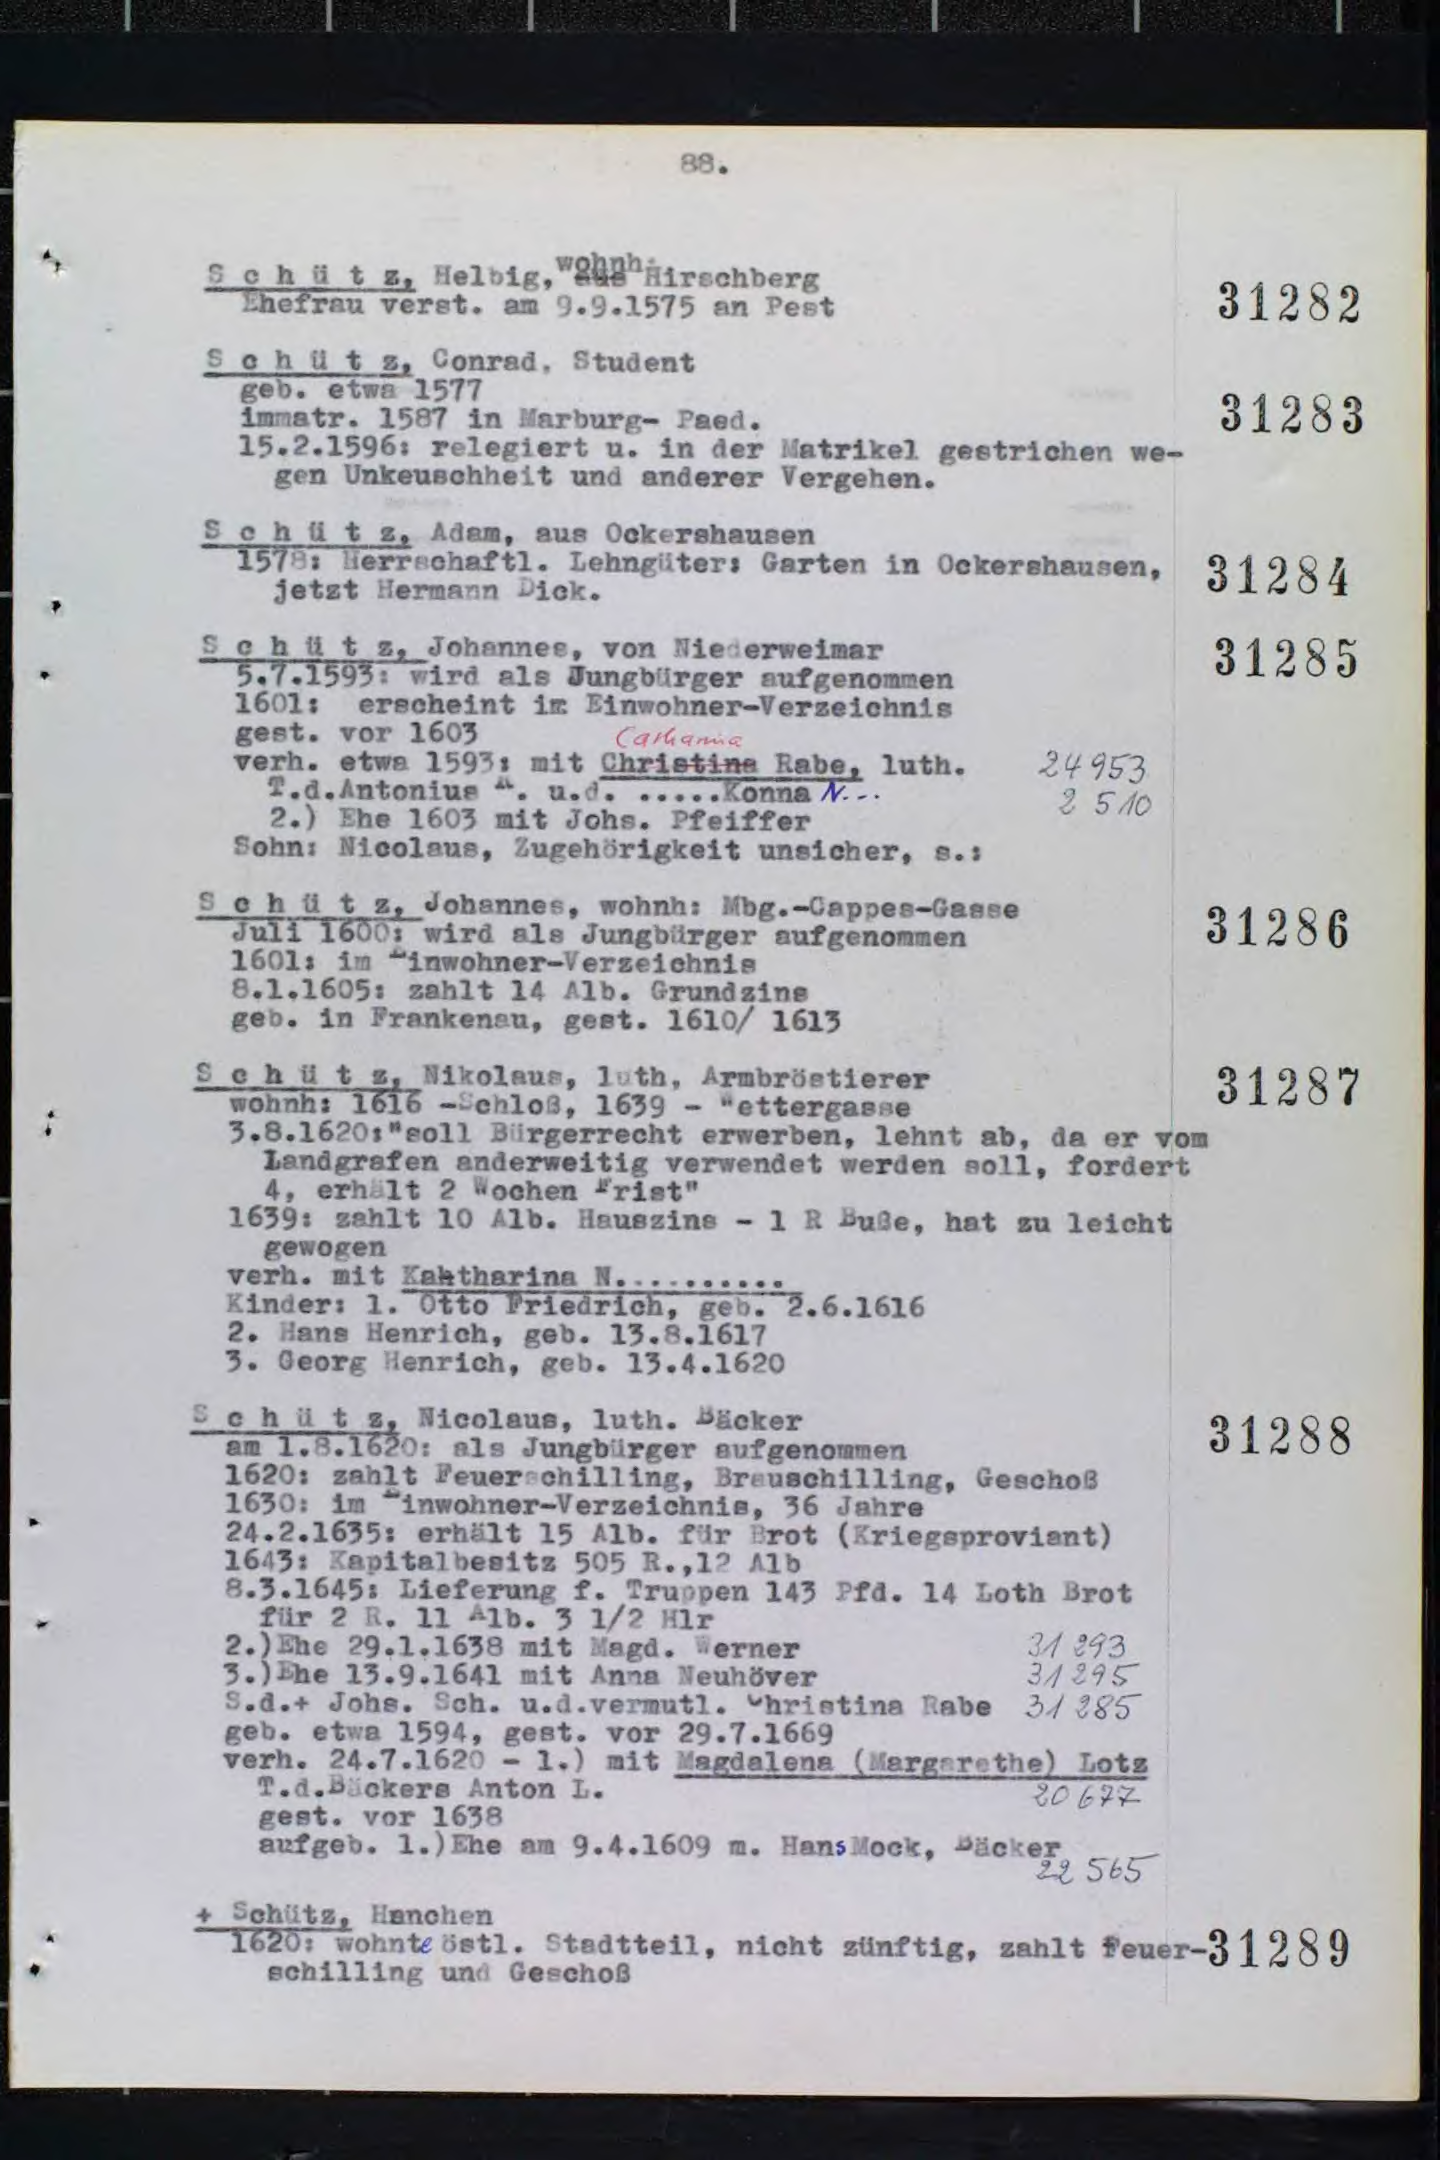 88.
S c h ü t z, Helbig, wohnh. Hirschberg
Ehefrau verst. am 9.9.1575 an Pest
31282
S c h ü t z, Conrad, Student
geb. etwa 1577
immatr. 1587 in Marburg- Paed.
31283
15.2.1596: relegiert u. in der Matrikel gestrichen we-
gen Unkeuschheit und anderer Vergehen.
S c h ü t z, Adam, aus Ockershausen
1578: Herrschaftl. Lehngüter: Garten in Ockershausen,
31284
jetzt Hermann Dick.
S c h ü t z, Johannes, von Niederweimar
31285
5.7.1593: wird als Jungbürger aufgenommen
1601: erscheint im Einwohner-Verzeichnis
gest. vor 1603
Catharina
verh. etwa 1593: mit Christina Rabe, luth. 24953
T.d.Antonius R. u.d. .....Konna N... 2 510
2.) Ehe 1603 mit Johs. Pfeiffer
Sohn: Nicolaus, Zugehörigkeit unsicher, s.:
S c h ü t z, Johannes, wohnh: Mbg.-Cappes-Gasse
31286
Juli 1600: wird als Jungbürger aufgenommen
1601: im Einwohner-Verzeichnis
8.1.1605: zahlt 14 Alb. Grundzins
geb. in Frankenau, gest. 1610/ 1613
S c h ü t z, Nikolaus, luth, Armbröstierer
31287
wohnh: 1616 -Schloß, 1639 - Wettergasse
3.8.1620:"soll Bürgerrecht erwerben, lehnt ab, da er vom
Landgrafen anderweitig verwendet werden soll, fordert
4, erhält 2 Wochen Frist"
1639: zahlt 10 Alb. Hauszins - 1 R Buße, hat zu leicht
gewogen
verh. mit Kahtharina N..........
Kinder: 1. Otto Friedrich, geb. 2.6.1616
2. Hans Henrich, geb. 13.8.1617
3. Georg Henrich, geb. 13.4.1620
S c h ü t z, Nicolaus, luth. Bäcker
31288
am 1.8.1620: als Jungbürger aufgenommen
1620: zahlt Feuerschilling, Brauschilling, Geschoß
1630: im Einwohner-Verzeichnis, 36 Jahre
24.2.1635: erhält 15 Alb. für Brot (Kriegsproviant)
1643: Kapitalbesitz 505 R.,12 Alb
8.3.1645: Lieferung f. Truppen 143 Pfd. 14 Loth Brot
für 2 R. 11 Alb. 3 1/2 Hlr
2.)Ehe 29.1.1638 mit Magd. Werner 31 293
3.)Ehe 13.9.1641 mit Anna Neuhöver 31 295
S.d.+ Johs. Sch. u.d.vermutl. Christina Rabe 31 285
geb. etwa 1594, gest. vor 29.7.1669
verh. 24.7.1620 - 1.) mit Magdalena (Margarethe) Lotz
T.d.Bäckers Anton L. 20 677
gest. vor 1638
aufgeb. 1.)Ehe am 9.4.1609 m. Hans Mock, Bäcker
22 565
+ Schütz, Hanchen
1620: wohnte östl. Stadtteil, nicht zünftig, zahlt Feuer-31289
schilling und Geschoß